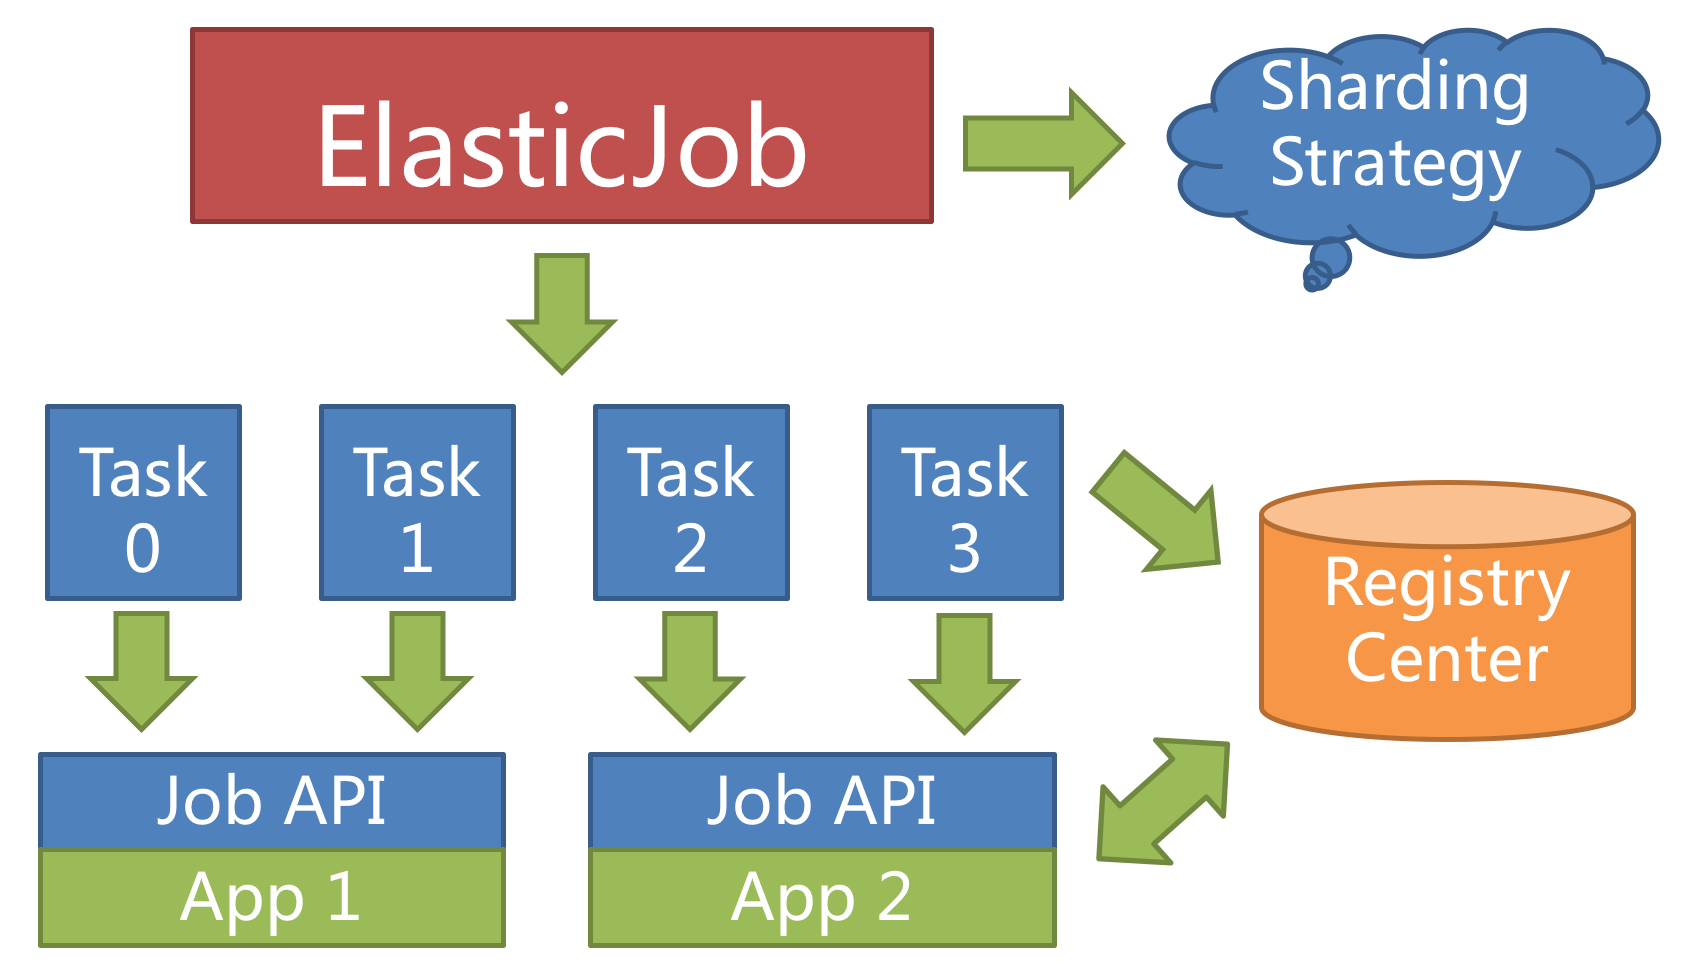 ElasticJob
Sharding
Strategy
Task
0
Task
1
Task
2
Task
3
Registry
Center
Job API
App 1
Job API
App 2